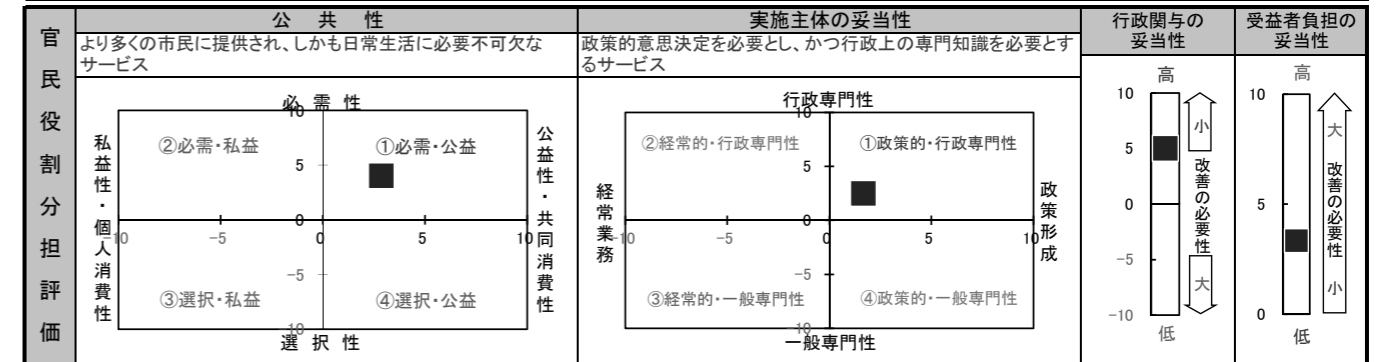 官民役割分担評価
公共性
より多くの市民に提供され、しかも日常生活に必要不可欠な
サービス
必需性
10
②必需・私益
①必需・公益
5
私益性・個人消費性
公益性・共同消費性
0
-10 -5 0 5 10
-5
③選択・私益
④選択・公益
-10
選択性
実施主体の妥当性
政策的意思決定を必要とし、かつ行政上の専門知識を必要とす
るサービス
行政専門性
10
②経常的・行政専門性
①政策的・行政専門性
5
経常業務
政策形成
0
-10 -5 0 5 10
-5
③経常的・一般専門性
④政策的・一般専門性
-10
一般専門性
行政関与の
妥当性
高
10
5
0
-5
-10
低
小
改善の必要性
大
受益者負担の
妥当性
高
10
5
0
低
大
改善の必要性
小